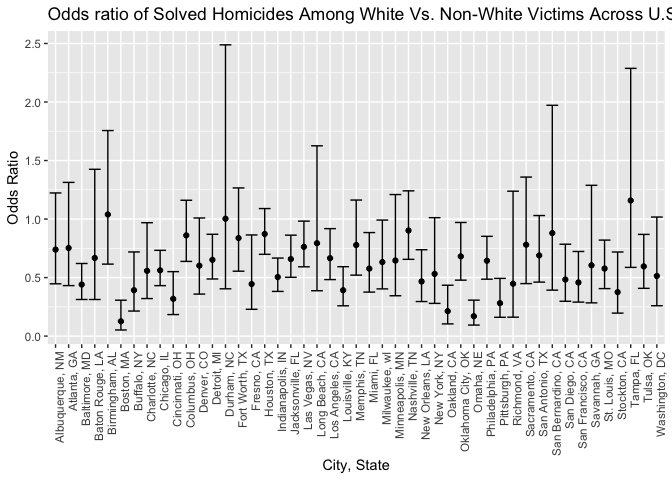 Odds ratio of Solved Homicides Among White Vs. Non-White Victims Across U.S
2.5
2.0
1.5
1.0
0.5
0.0
Odds Ratio
Albuquerque, NM
Atlanta, GA
Baltimore, MD
Baton Rouge, LA
Birmingham, AL
Boston, MA
Buffalo, NY
Charlotte, NC
Chicago, IL
Cincinnati, OH
Columbus, OH
Denver, CO
Detroit, MI
Durham, NC
Fort Worth, TX
Fresno, CA
Houston, TX
Indianapolis, IN
Jacksonville, FL
Las Vegas, NV
Long Beach, CA
Los Angeles, CA
Louisville, KY
Memphis, TN
Miami, FL
Milwaukee, wI
Minneapolis, MN
Nashville, TN
New Orleans, LA
New York, NY
Oakland, CA
Oklahoma City, OK
Omaha, NE
Philadelphia, PA
Pittsburgh, PA
Richmond, VA
Sacramento, CA
San Antonio, TX
San Bernardino, CA
San Diego, CA
San Francisco, CA
Savannah, GA
St. Louis, MO
Stockton, CA
Tampa, FL
Tulsa, OK
Washington, DC
City, State